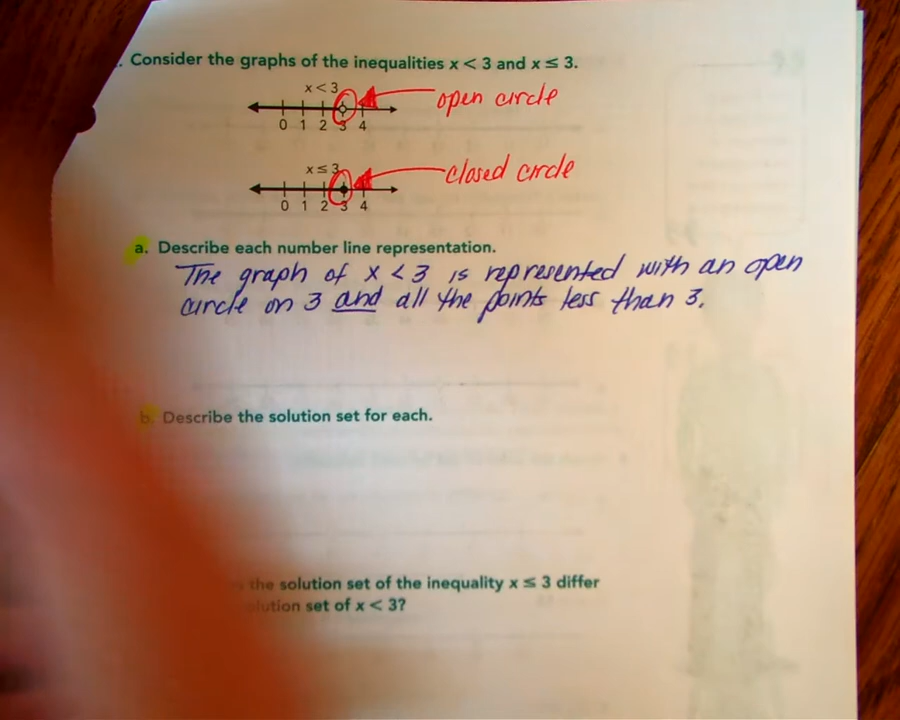 Consider the graphs of the inequalities x < 3 and x ≤ 3.
x < 3
open circle
0 1 2 3 4
x ≤ 3
closed circle
0 1 2 3 4
a. Describe each number line representation.
The graph of x < 3 is represented with an open
circle on 3 and all the points less than 3.
b. Describe the solution set for each.
the solution set of the inequality x ≤ 3 differ
set of x < 3?